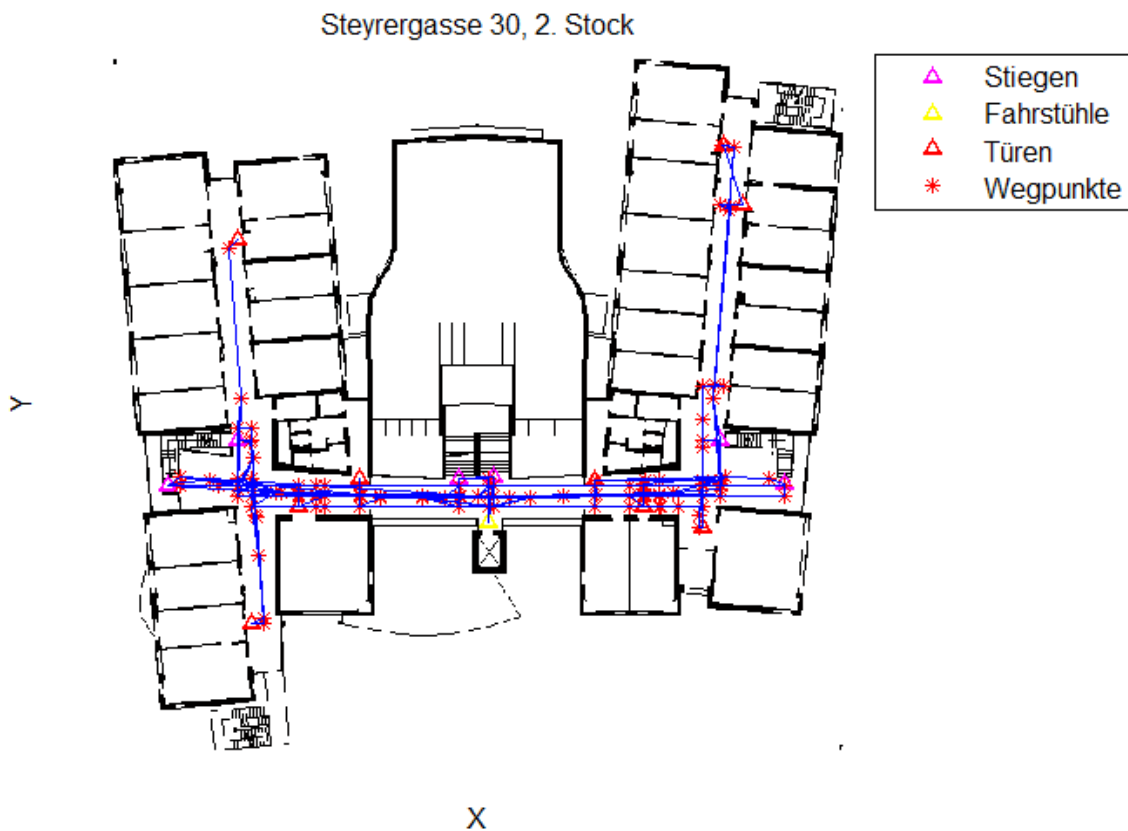 Steyrergasse 30, 2. Stock
Stiegen
Fahrstühle
Türen
Wegpunkte
Y
X